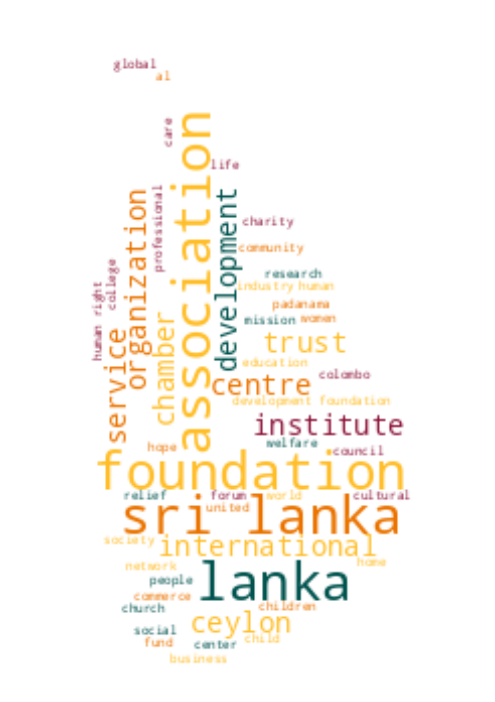 global
al
care
association
life
organization
professional
development
charity
community
college
human right
research
industry human
padanama
mission women
chamber
service
trust
education
colombo
centre
development foundation
institute
welfare
hope
council
foundation
relief forum world cultural
united
sri lanka
society international
home
network
people lanka
commerce
church children
ceylon
social
child
fund center
business